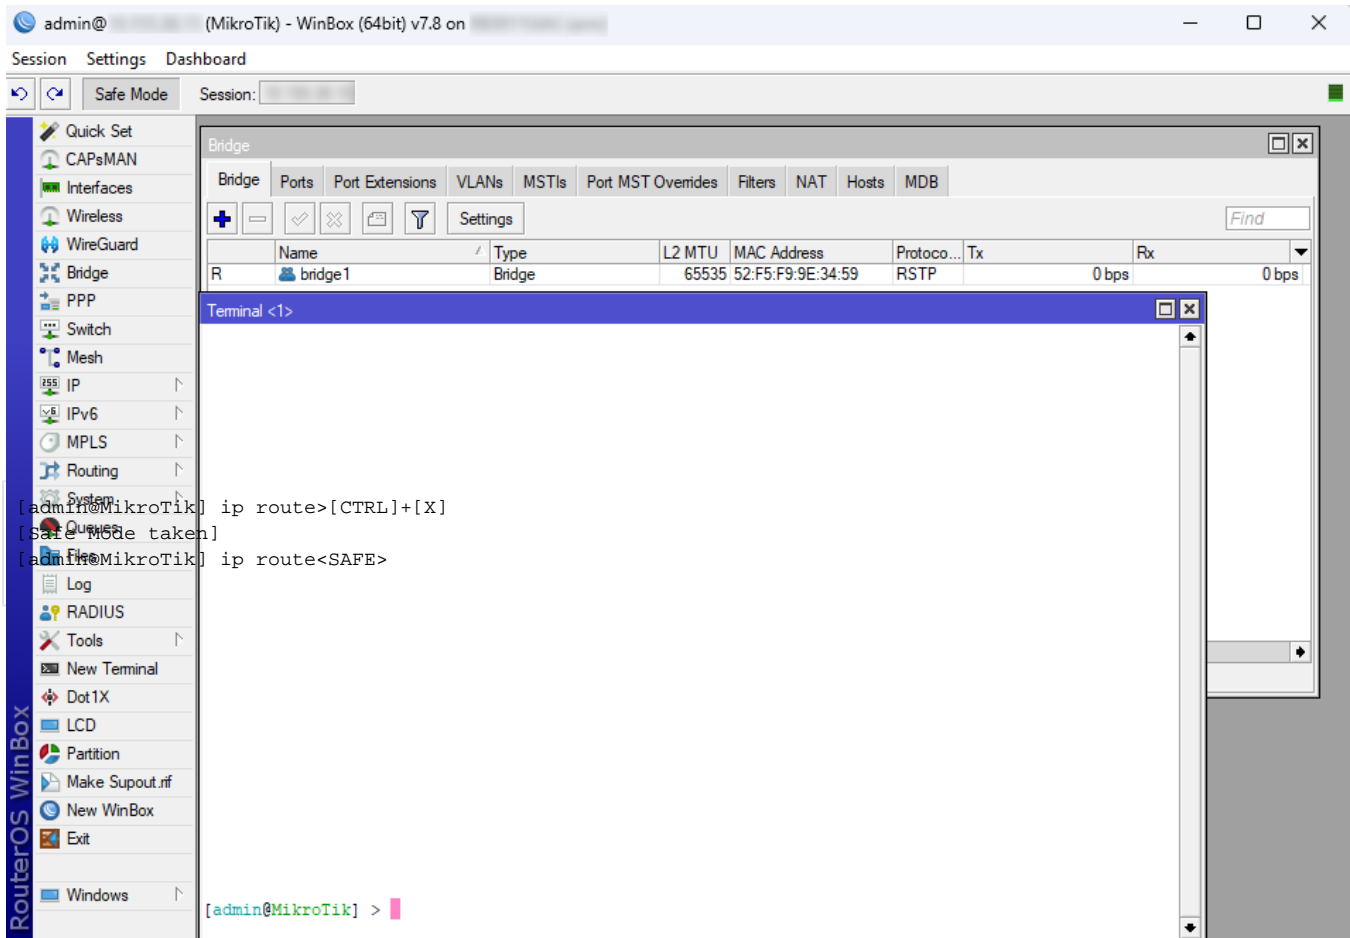 admin@ (MikroTik) - WinBox (64bit) v7.8 on
Session Settings Dashboard
Safe Mode Session:
Quick Set
CAPsMAN
Interfaces
Wireless
WireGuard
Bridge
PPP
Switch
Mesh
IP
IPv6
MPLS
Routing
System
Queues
Files
Log
RADIUS
Tools
New Terminal
Dot1X
LCD
Partition
Make Supout.rif
New WinBox
Exit
Windows
RouterOS WinBox
Bridge
Bridge Ports Port Extensions VLANs MSTIs Port MST Overrides Filters NAT Hosts MDB
Settings Find
Name Type L2 MTU MAC Address Protoco... Tx Rx
R bridge1 Bridge 65535 52:F5:F9:9E:34:59 RSTP 0 bps 0 bps
Terminal <1>
[admin@MikroTik] ip route>[CTRL]+[X]
[Safe Mode taken]
[admin@MikroTik] ip route<SAFE>
[admin@MikroTik] >